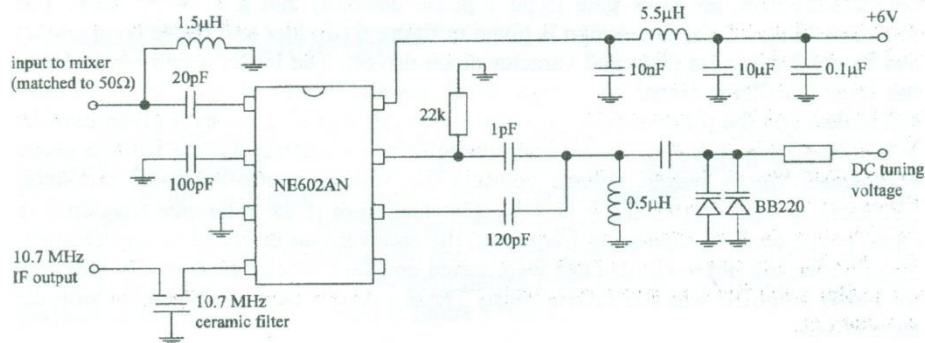 1.5μH
5.5μH
+6V
input to mixer
(matched to 50Ω)
20pF
10nF
10μF
0.1μF
22k
1pF
100pF
NE602AN
DC tuning
voltage
0.5μH
BB220
120pF
10.7 MHz
IF output
10.7 MHz
ceramic filter